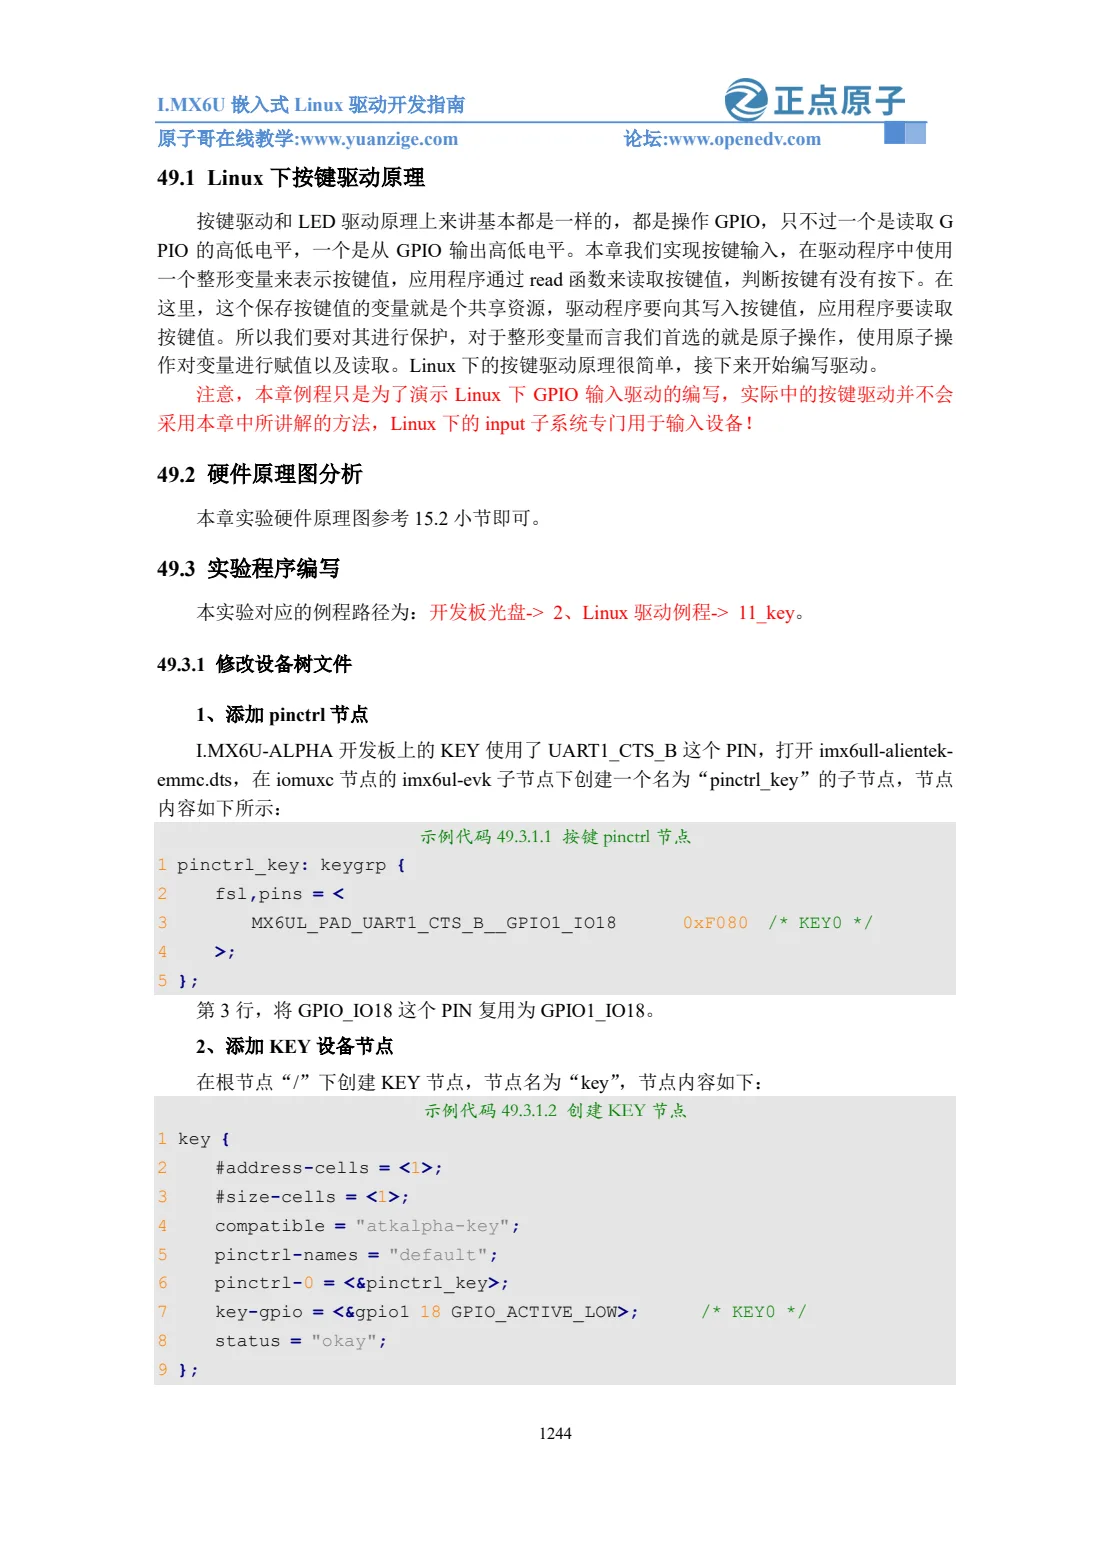 I.MX6U 嵌入式 Linux 驱动开发指南
正点原子
原子哥在线教学:www.yuanzige.com 论坛:www.openedv.com
49.1 Linux 下按键驱动原理
按键驱动和 LED 驱动原理上来讲基本都是一样的，都是操作 GPIO，只不过一个是读取 G
PIO 的高低电平，一个是从 GPIO 输出高低电平。本章我们实现按键输入，在驱动程序中使用
一个整形变量来表示按键值，应用程序通过 read 函数来读取按键值，判断按键有没有按下。在
这里，这个保存按键值的变量就是个共享资源，驱动程序要向其写入按键值，应用程序要读取
按键值。所以我们要对其进行保护，对于整形变量而言我们首选的就是原子操作，使用原子操
作对变量进行赋值以及读取。Linux 下的按键驱动原理很简单，接下来开始编写驱动。
注意，本章例程只是为了演示 Linux 下 GPIO 输入驱动的编写，实际中的按键驱动并不会
采用本章中所讲解的方法，Linux 下的 input 子系统专门用于输入设备！
49.2 硬件原理图分析
本章实验硬件原理图参考 15.2 小节即可。
49.3 实验程序编写
本实验对应的例程路径为：开发板光盘-> 2、Linux 驱动例程-> 11_key。
49.3.1 修改设备树文件
1、添加 pinctrl 节点
I.MX6U-ALPHA 开发板上的 KEY 使用了 UART1_CTS_B 这个 PIN，打开 imx6ull-alientek-
emmc.dts，在 iomuxc 节点的 imx6ul-evk 子节点下创建一个名为“pinctrl_key”的子节点，节点
内容如下所示：
示例代码 49.3.1.1 按键 pinctrl 节点
1 pinctrl_key: keygrp {
2 fsl,pins = <
3 MX6UL_PAD_UART1_CTS_B__GPIO1_IO18 0xF080 /* KEY0 */
4 >;
5 };
第 3 行，将 GPIO_IO18 这个 PIN 复用为 GPIO1_IO18。
2、添加 KEY 设备节点
在根节点“/”下创建 KEY 节点，节点名为“key”，节点内容如下：
示例代码 49.3.1.2 创建 KEY 节点
1 key {
2 #address-cells = <1>;
3 #size-cells = <1>;
4 compatible = "atkalpha-key";
5 pinctrl-names = "default";
6 pinctrl-0 = <&pinctrl_key>;
7 key-gpio = <&gpio1 18 GPIO_ACTIVE_LOW>; /* KEY0 */
8 status = "okay";
9 };
1244